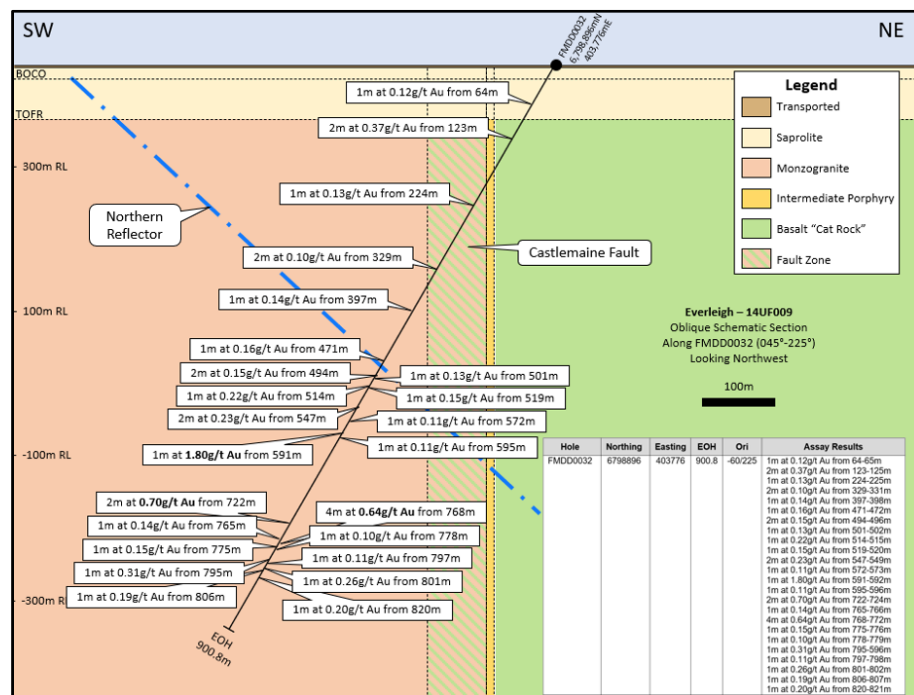 SW
NE
FMDD0032
6,798,896mN
403,776mE
BOCO
TOFR
300m RL
100m RL
-100m RL
-300m RL
1m at 0.12g/t Au from 64m
2m at 0.37g/t Au from 123m
1m at 0.13g/t Au from 224m
Northern
Reflector
Castlemaine Fault
2m at 0.10g/t Au from 329m
1m at 0.14g/t Au from 397m
1m at 0.16g/t Au from 471m
2m at 0.15g/t Au from 494m
1m at 0.13g/t Au from 501m
1m at 0.22g/t Au from 514m
1m at 0.15g/t Au from 519m
2m at 0.23g/t Au from 547m
1m at 0.11g/t Au from 572m
1m at 1.80g/t Au from 591m
1m at 0.11g/t Au from 595m
2m at 0.70g/t Au from 722m
4m at 0.64g/t Au from 768m
1m at 0.14g/t Au from 765m
1m at 0.10g/t Au from 778m
1m at 0.15g/t Au from 775m
1m at 0.11g/t Au from 797m
1m at 0.31g/t Au from 795m
1m at 0.26g/t Au from 801m
1m at 0.19g/t Au from 806m
1m at 0.20g/t Au from 820m
EOH
900.8m
Legend
Transported
Saprolite
Monzogranite
Intermediate Porphyry
Basalt "Cat Rock"
Fault Zone
Everleigh – 14UF009
Oblique Schematic Section
Along FMDD0032 (045°-225°)
Looking Northwest
100m
Hole Northing Easting EOH Ori Assay Results
FMDD0032 6798896 403776 900.8 -60/225 1m at 0.12g/t Au from 64-65m
2m at 0.37g/t Au from 123-125m
1m at 0.13g/t Au from 224-225m
2m at 0.10g/t Au from 329-331m
1m at 0.14g/t Au from 397-398m
1m at 0.16g/t Au from 471-472m
2m at 0.15g/t Au from 494-496m
1m at 0.13g/t Au from 501-502m
1m at 0.22g/t Au from 514-515m
1m at 0.15g/t Au from 519-520m
2m at 0.23g/t Au from 547-549m
1m at 0.11g/t Au from 572-573m
1m at 1.80g/t Au from 591-592m
1m at 0.11g/t Au from 595-596m
2m at 0.70g/t Au from 722-724m
1m at 0.14g/t Au from 765-766m
4m at 0.64g/t Au from 768-772m
1m at 0.15g/t Au from 775-776m
1m at 0.10g/t Au from 778-779m
1m at 0.31g/t Au from 795-596m
1m at 0.11g/t Au from 797-798m
1m at 0.26g/t Au from 801-802m
1m at 0.19g/t Au from 806-807m
1m at 0.20g/t Au from 820-821m